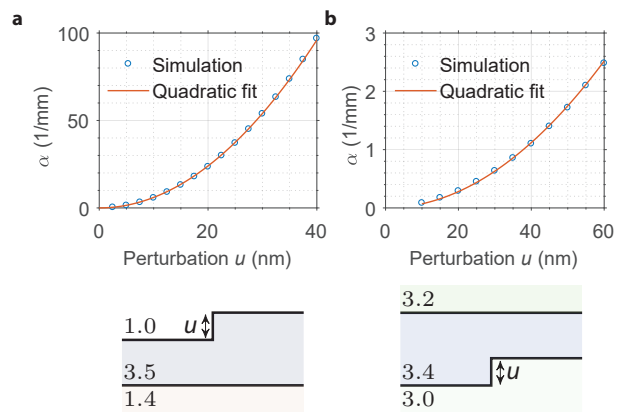 a
100
50
0
α (1/mm)
Simulation
Quadratic fit
0
20
40
Perturbation u (nm)
b
3
2
1
0
α (1/mm)
Simulation
Quadratic fit
0
20
40
60
Perturbation u (nm)
1.0
u
3.5
1.4
3.2
3.4
u
3.0